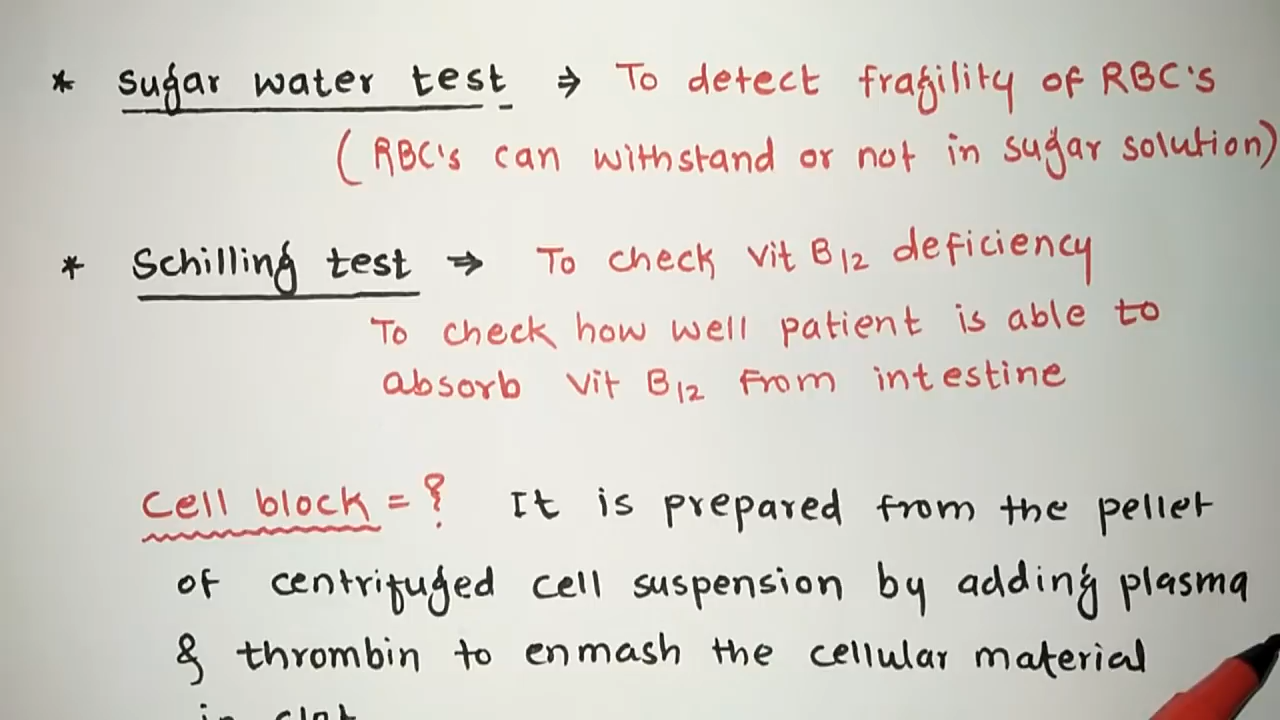 * Sugar water test ⇒ To detect fragility of RBC's
(RBC's can withstand or not in sugar solution)
* Schilling test ⇒ To check vit B12 deficiency
To check how well patient is able to
absorb vit B12 from intestine
Cell block = ? It is prepared from the pellet
of centrifuged cell suspension by adding plasma
& thrombin to enmash the cellular material
in clot